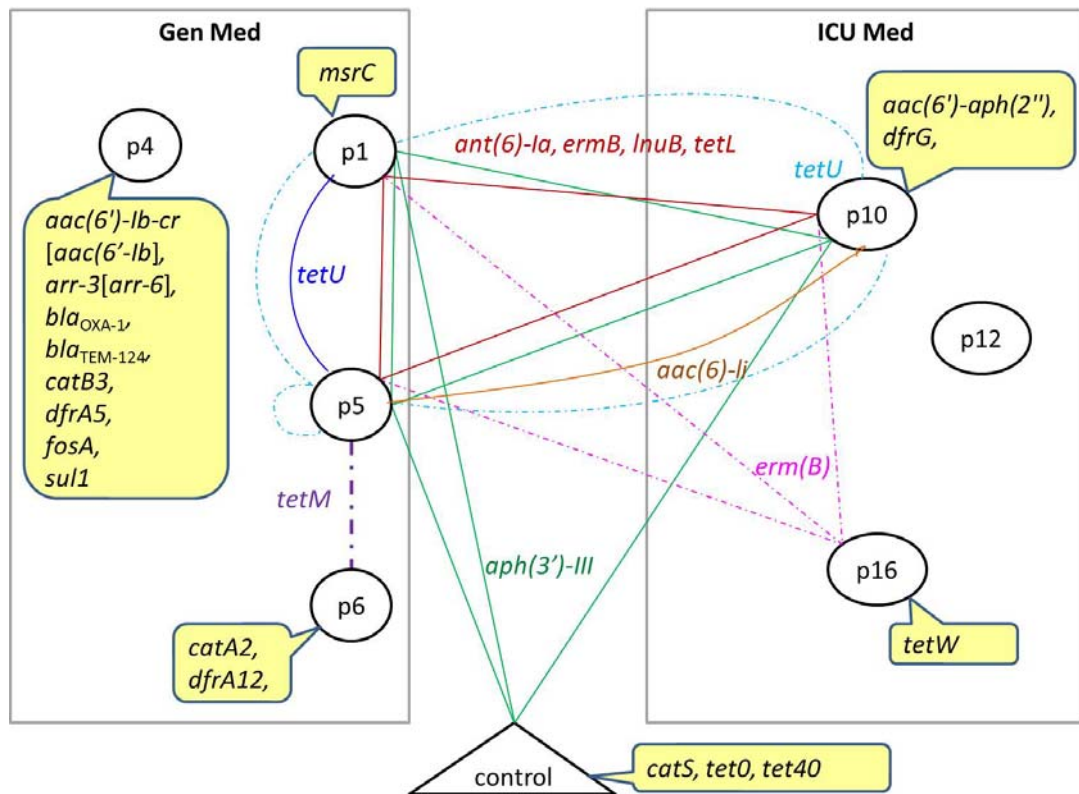 Gen Med
ICU Med
msrC
p4
p1
ant(6)-Ia, ermB, lnuB, tetL
aac(6')-aph(2''),
dfrG,
tetU
p10
aac(6')-Ib-cr
[aac(6′-Ib],
arr-3[arr-6],
blaOXA-1,
blaTEM-124,
catB3,
dfrA5,
fosA,
sul1
tetU
p12
p5
aac(6)-Ii
tetM
erm(B)
aph(3’)-III
p6
p16
catA2,
dfrA12,
tetW
control
catS, tet0, tet40